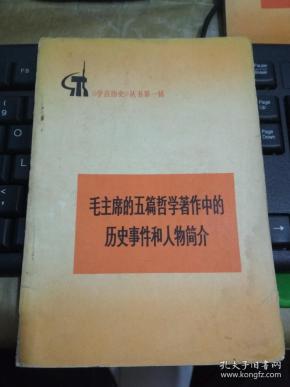 《学点历史》丛书第一辑
毛主席的五篇哲学著作中的
历史事件和人物简介
孔夫子旧书网